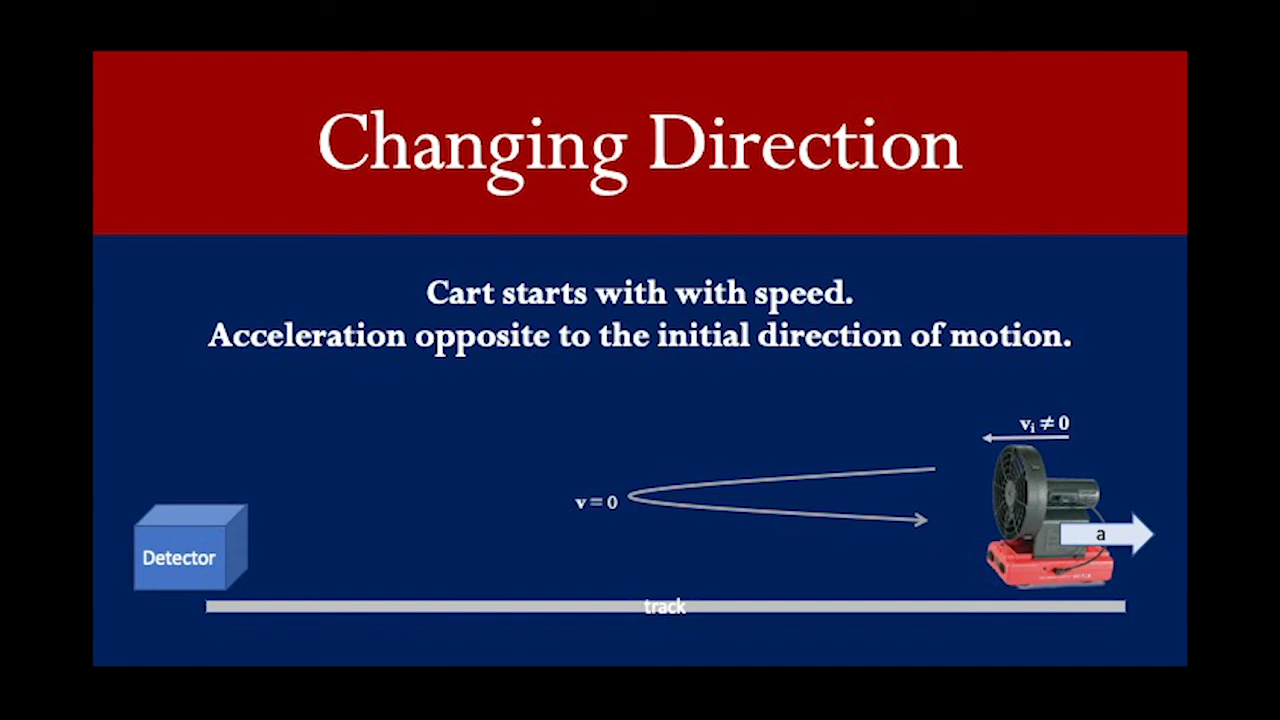 Changing Direction
Cart starts with with speed.
Acceleration opposite to the initial direction of motion.
vᵢ ≠ 0
v = 0
a
Detector
track